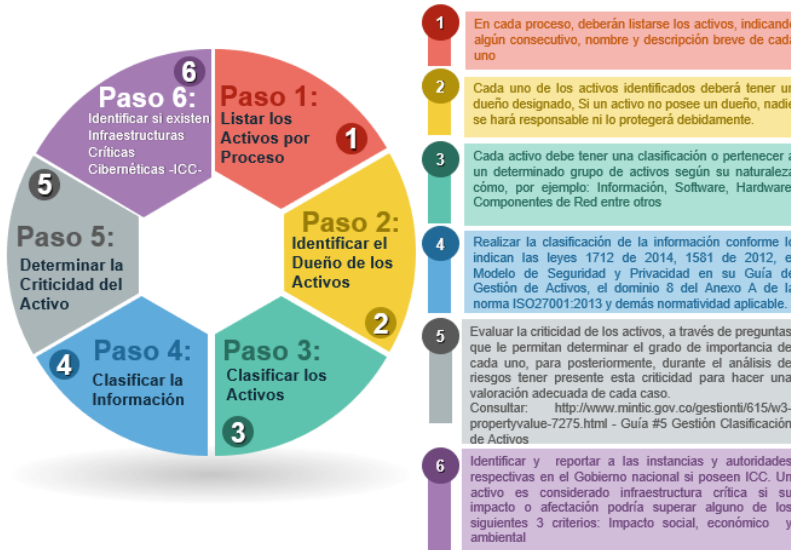 6
Paso 6:
Identificar si existen
Infraestructuras
Críticas
Cibernéticas -ICC-
Paso 1:
Listar los
Activos por
Proceso
1
Paso 2:
Identificar el
Dueño de los
Activos
2
Paso 3:
Clasificar los
Activos
3
Paso 4:
Clasificar la
Información
4
5
Paso 5:
Determinar la
Criticidad del
Activo
1
En cada proceso, deberán listarse los activos, indicando
algún consecutivo, nombre y descripción breve de cada
uno
2
Cada uno de los activos identificados deberá tener un
dueño designado, Si un activo no posee un dueño, nadie
se hará responsable ni lo protegerá debidamente.
3
Cada activo debe tener una clasificación o pertenecer a
un determinado grupo de activos según su naturaleza
cómo, por ejemplo: Información, Software, Hardware,
Componentes de Red entre otros
4
Realizar la clasificación de la información conforme lo
indican las leyes 1712 de 2014, 1581 de 2012, el
Modelo de Seguridad y Privacidad en su Guía de
Gestión de Activos, el dominio 8 del Anexo A de la
norma ISO27001:2013 y demás normatividad aplicable.
5
Evaluar la criticidad de los activos, a través de preguntas
que le permitan determinar el grado de importancia de
cada uno, para posteriormente, durante el análisis de
riesgos tener presente esta criticidad para hacer una
valoración adecuada de cada caso.
Consultar: http://www.mintic.gov.co/gestionti/615/w3-
propertyvalue-7275.html - Guía #5 Gestión Clasificación
de Activos
6
Identificar y reportar a las instancias y autoridades
respectivas en el Gobierno nacional si poseen ICC. Un
activo es considerado infraestructura crítica si su
impacto o afectación podría superar alguno de los
siguientes 3 criterios: Impacto social, económico y
ambiental